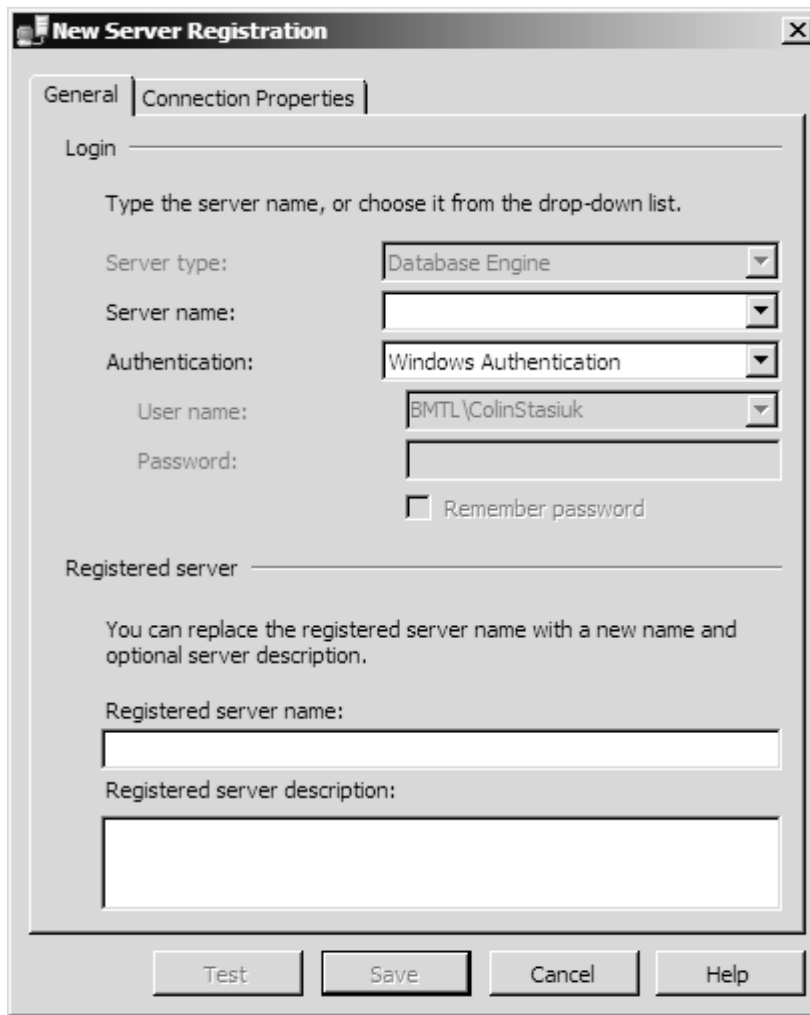 New Server Registration
General
Connection Properties
Login
Type the server name, or choose it from the drop-down list.
Server type:
Database Engine
Server name:
Authentication:
Windows Authentication
User name:
BMTL\ColinStasiuk
Password:
Remember password
Registered server
You can replace the registered server name with a new name and
optional server description.
Registered server name:
Registered server description:
Test
Save
Cancel
Help